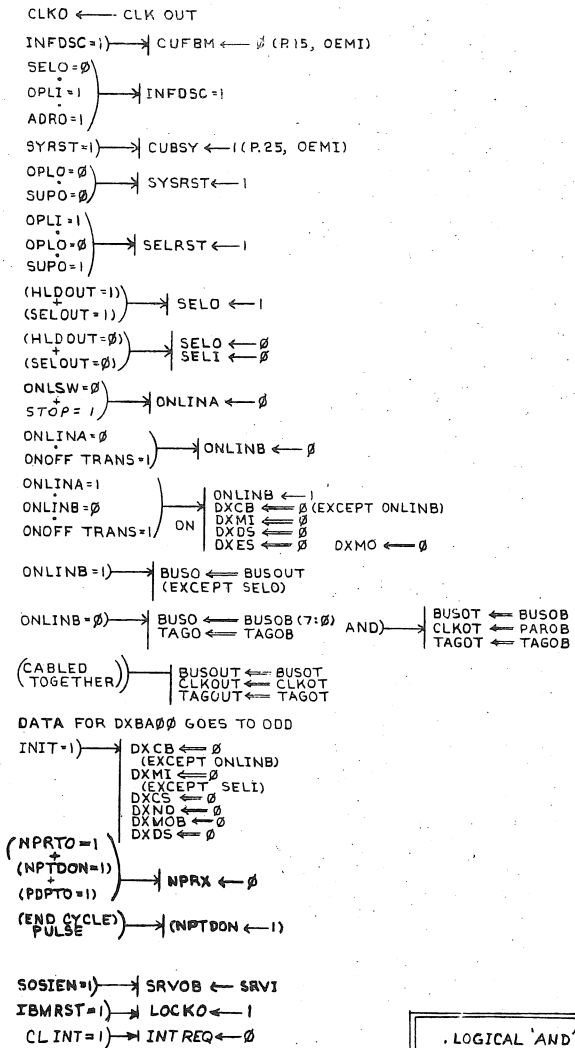 CLKO ← CLK OUT
INFDSC=1) → CUFBM ← Ø (P.15, OEMI)
SELO=Ø
.
OPLI=1 → INFDSC=1
.
ADRO=1
SYRST=1) → CUBSY ← 1 (P.25, OEMI)
OPLO=Ø
. → SYSRST ← 1
SUPO=Ø
OPLI=1
.
OPLO=Ø → SELRST ← 1
.
SUPO=1
(HLDOUT=1)
+ → SELO ← 1
(SELOUT=1)
(HLDOUT=Ø)
+ → SELO ← Ø
(SELOUT=Ø) SELI ← Ø
ONLSW=Ø
+ → ONLINA ← Ø
STOP=1
ONLINA=Ø
. → ONLINB ← Ø
ONOFF TRANS=1
ONLINA=1
.
ONLINB=Ø
.
ONOFF TRANS=1
ON
ONLINB ← 1
DXCB ⇐ Ø (EXCEPT ONLINB)
DXMI ⇐ Ø
DXDS ⇐ Ø
DXES ⇐ Ø DXMO ⇐ Ø
ONLINB=1) → BUSO ⇐ BUSOUT
(EXCEPT SELO)
ONLINB=Ø) → BUSO ⇐ BUSOB (7:Ø)
TAGO ⇐ TAGOB
AND) →
BUSOT ⇐ BUSOB
CLKOT ⇐ PAROB
TAGOT ⇐ TAGOB
(CABLED
TOGETHER)) →
BUSOUT ⇐ BUSOT
CLKOUT ⇐ CLKOT
TAGOUT ⇐ TAGOT
DATA FOR DXBAØØ GOES TO ODD
INIT=1) → DXCB ⇐ Ø
(EXCEPT ONLINB)
DXMI ⇐ Ø
(EXCEPT SELI)
DXCS ⇐ Ø
DXND ⇐ Ø
DXMOB ⇐ Ø
DXDS ⇐ Ø
(NPRTO=1
+
(NPTDON=1) → NPRX ← Ø
+
(PDPTO=1)
(END CYCLE)
PULSE ) → (NPTDON ← 1)
SOSIEN=1) → SRVOB ← SRVI
IBMRST=1) → LOCKO ← 1
CLINT=1) → INTREQ ← Ø
. LOGICAL 'AND'